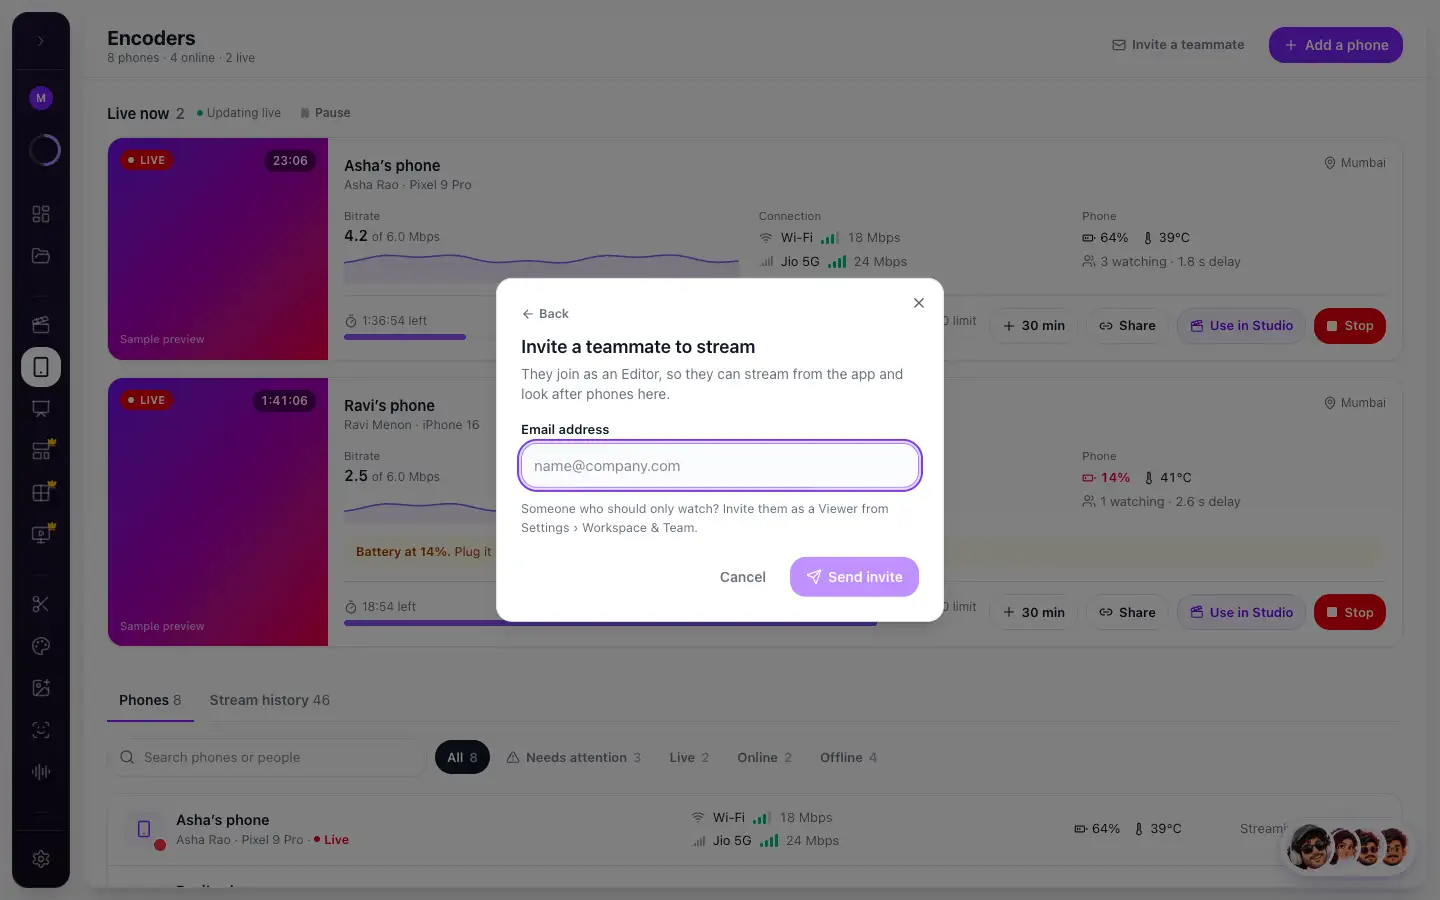 Encoders
8 phones · 4 online · 2 live
Invite a teammate
Add a phone
M
Live now 2
Updating live
Pause
LIVE
23:06
Sample preview
Asha's phone
Asha Rao · Pixel 9 Pro
Mumbai
Bitrate
4.2 of 6.0 Mbps
Connection
Wi-Fi 18 Mbps
Jio 5G 24 Mbps
Phone
64% 39°C
3 watching · 1.8 s delay
1:36:54 left
limit
30 min
Share
Use in Studio
Stop
Back
Invite a teammate to stream
They join as an Editor, so they can stream from the app and
look after phones here.
Email address
name@company.com
Someone who should only watch? Invite them as a Viewer from
Settings › Workspace & Team.
Cancel
Send invite
LIVE
1:41:06
Sample preview
Ravi's phone
Ravi Menon · iPhone 16
Mumbai
Bitrate
2.5 of 6.0 Mbps
Phone
14% 41°C
1 watching · 2.6 s delay
Battery at 14%. Plug it
18:54 left
limit
30 min
Share
Use in Studio
Stop
Phones 8
Stream history 46
Search phones or people
All 8
Needs attention 3
Live 2
Online 2
Offline 4
Asha's phone
Asha Rao · Pixel 9 Pro · Live
Wi-Fi 18 Mbps
Jio 5G 24 Mbps
64% 39°C